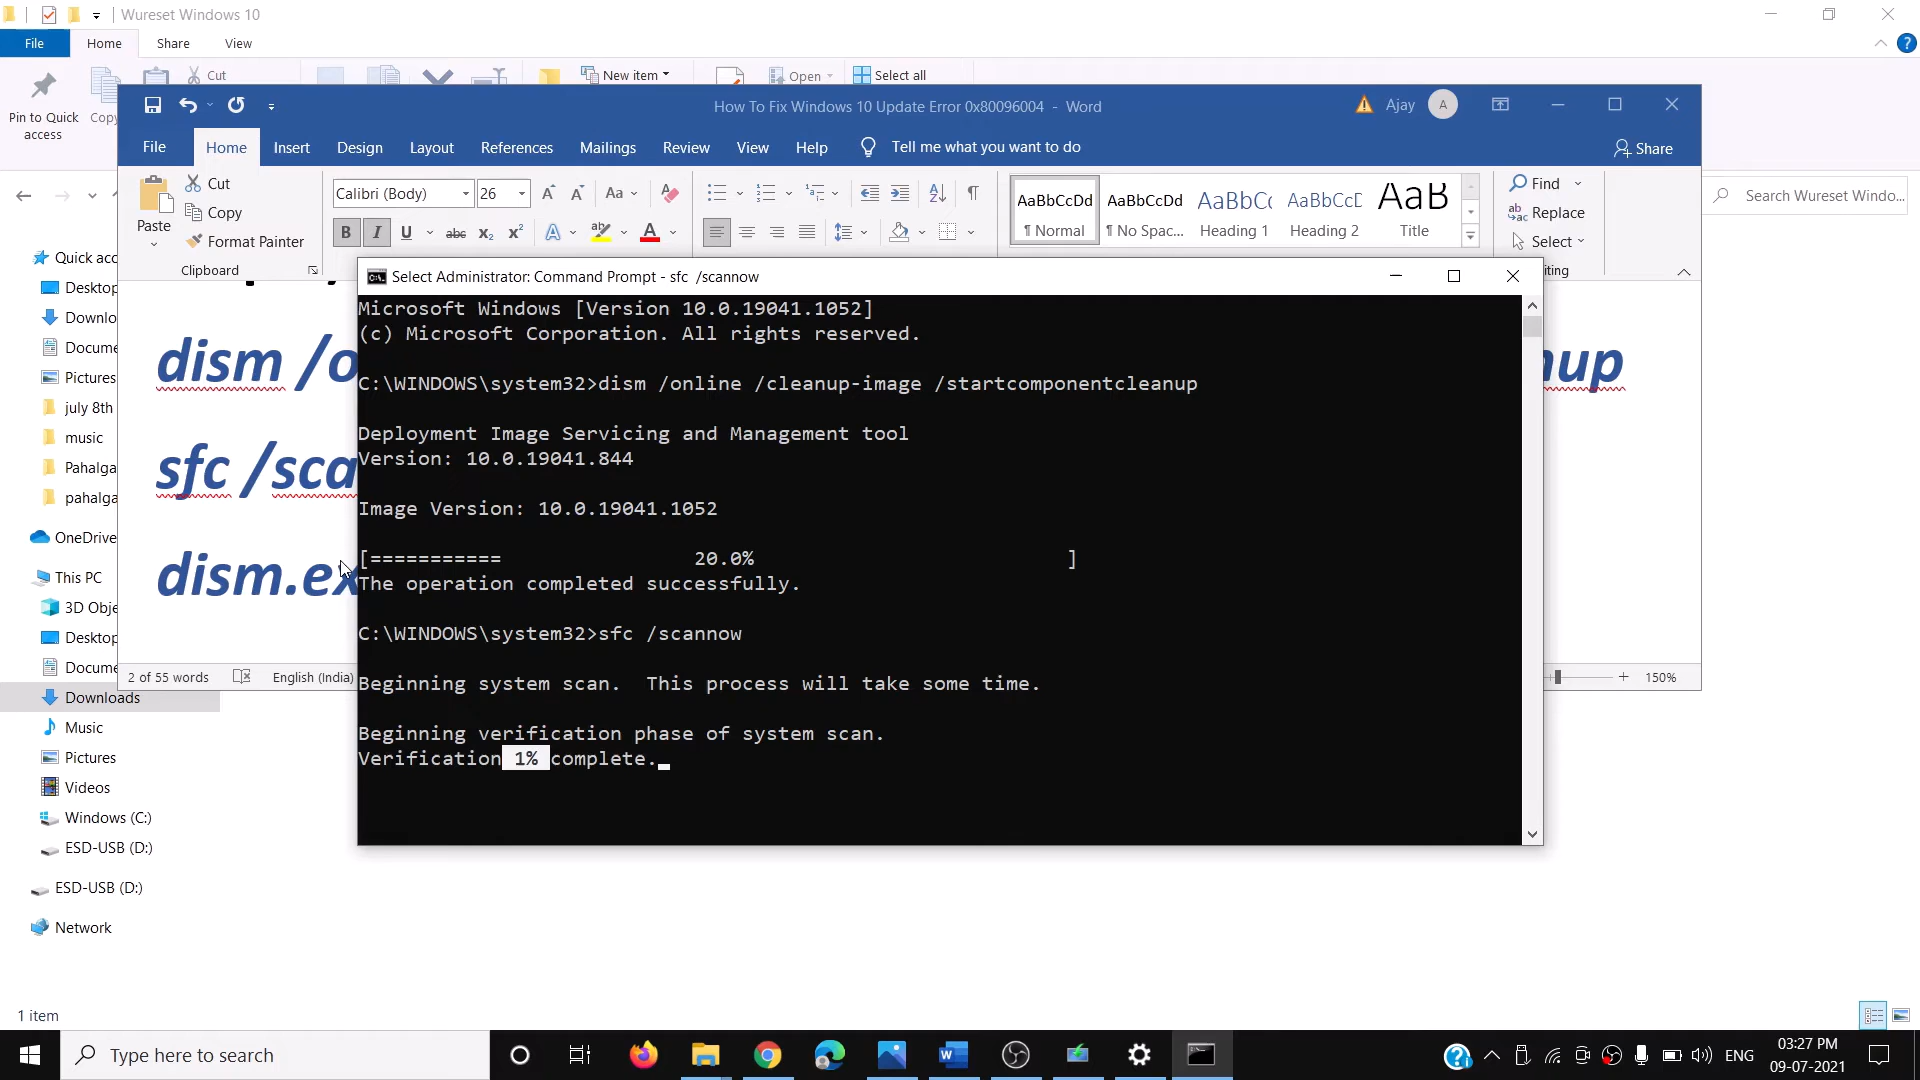 Wureset Windows 10
File Home Share View
Pin to Quick access
Copy
Cut
New item
Open
Select all
How To Fix Windows 10 Update Error 0x80096004 - Word
Ajay
A
File Home Insert Design Layout References Mailings Review View Help Tell me what you want to do
Share
Paste
Cut
Copy
Format Painter
Clipboard
Calibri (Body) 26
Aa
B I U abc x₂ x²
A
A
AaBbCcDd AaBbCcDd AaBbCc AaBbCcD AaB
¶ Normal ¶ No Spac... Heading 1 Heading 2 Title
Find
Replace
Select
iting
Search Wureset Windo...
Quick acc
Desktop
Downlo
Docume
Pictures
july 8th
music
Pahalga
pahalga
OneDrive
This PC
3D Obje
Desktop
Docume
Downloads
Music
Pictures
Videos
Windows (C:)
ESD-USB (D:)
ESD-USB (D:)
Network
dism /o
nup
sfc /sca
dism.ex
2 of 55 words English (India)
150%
Select Administrator: Command Prompt - sfc /scannow
Microsoft Windows [Version 10.0.19041.1052]
(c) Microsoft Corporation. All rights reserved.
C:\WINDOWS\system32>dism /online /cleanup-image /startcomponentcleanup
Deployment Image Servicing and Management tool
Version: 10.0.19041.844
Image Version: 10.0.19041.1052
[=========== 20.0% ]
The operation completed successfully.
C:\WINDOWS\system32>sfc /scannow
Beginning system scan. This process will take some time.
Beginning verification phase of system scan.
Verification 1% complete.
1 item
Type here to search
ENG
03:27 PM
09-07-2021